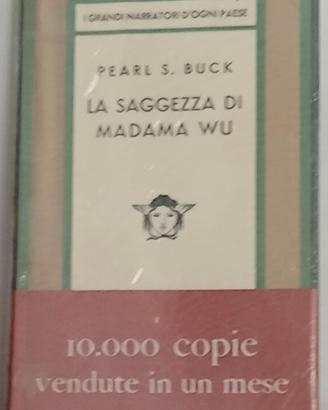 I GRANDI NARRATORI D'OGNI PAESE
PEARL S. BUCK
LA SAGGEZZA DI
MADAMA WU
10.000 copie
vendute in un mese